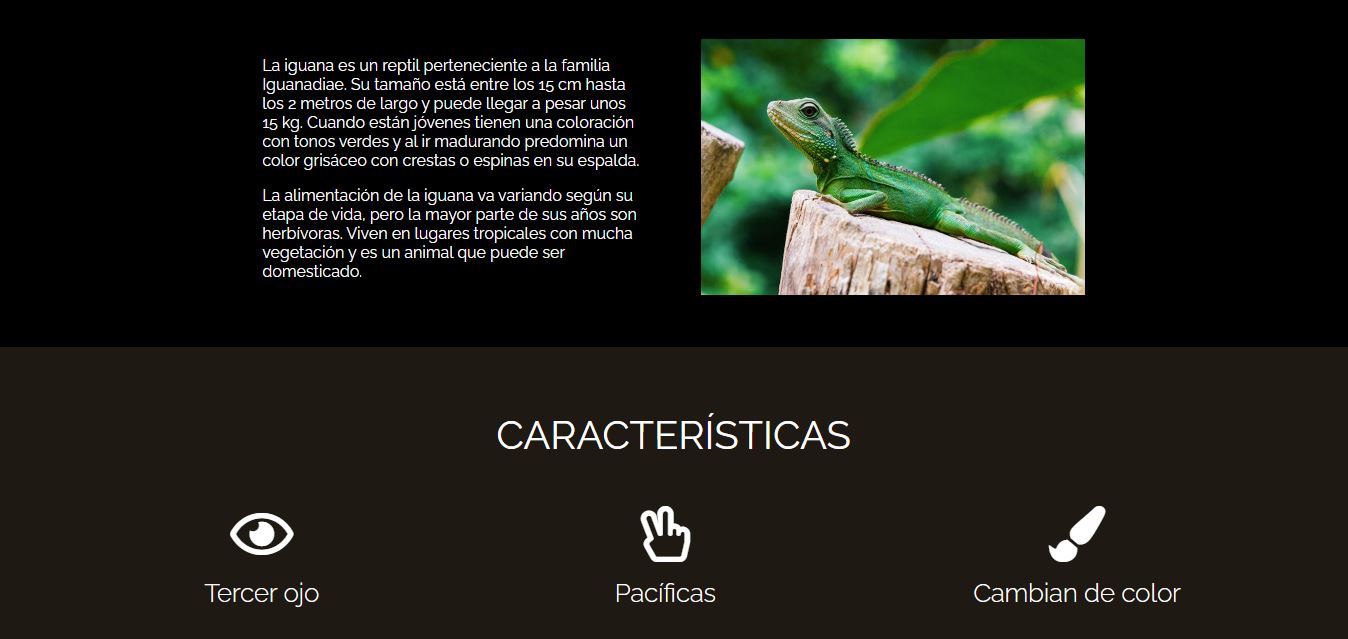 La iguana es un reptil perteneciente a la familia
Iguanadiae. Su tamaño está entre los 15 cm hasta
los 2 metros de largo y puede llegar a pesar unos
15 kg. Cuando están jóvenes tienen una coloración
con tonos verdes y al ir madurando predomina un
color grisáceo con crestas o espinas en su espalda.
La alimentación de la iguana va variando según su
etapa de vida, pero la mayor parte de sus años son
herbívoras. Viven en lugares tropicales con mucha
vegetación y es un animal que puede ser
domesticado.
CARACTERÍSTICAS
Tercer ojo
Pacíficas
Cambian de color